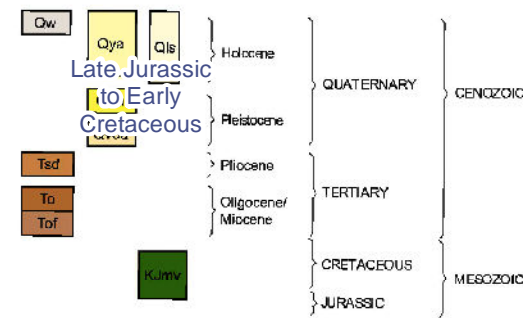 Qw
Qya
Qls
Holocene
Late Jurassic
to Early
Cretaceous
QUATERNARY
CENOZOIC
Pleistocene
Tsd
Pliocene
To
Tof
Oligocene/
Miocene
TERTIARY
KJmv
CRETACEOUS
MESOZOIC
JURASSIC